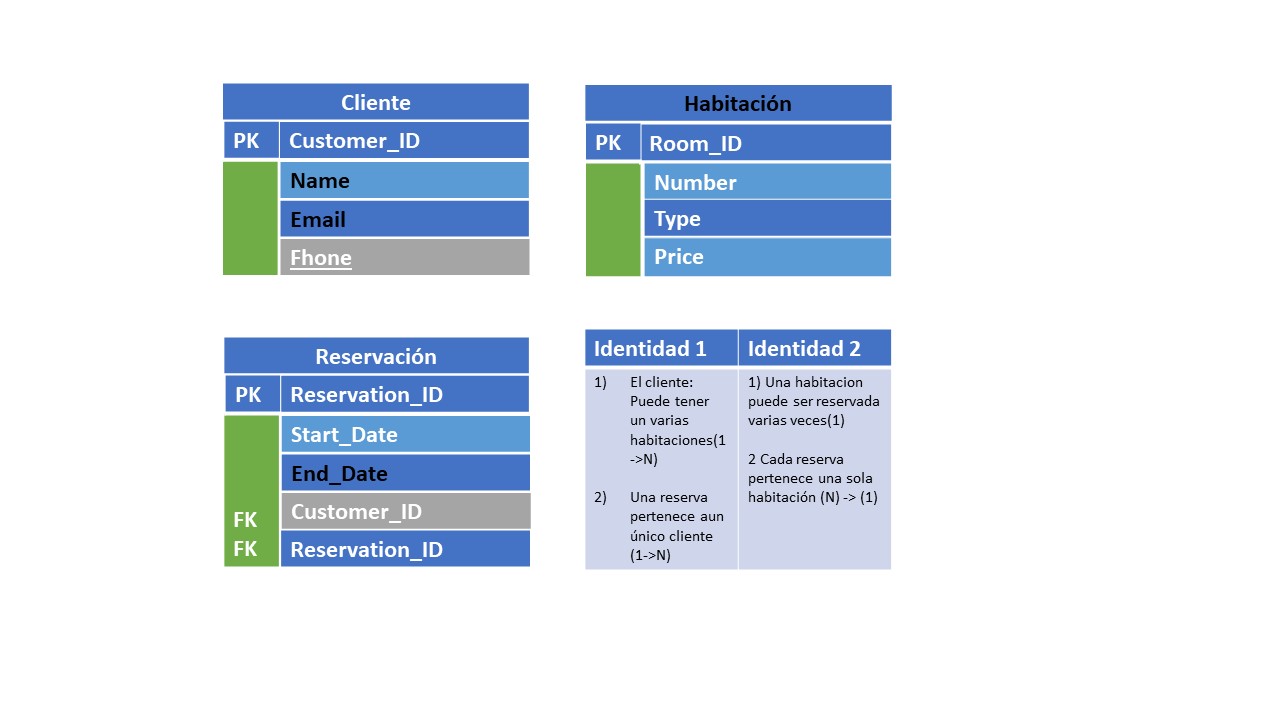 Cliente
PK Customer_ID
Name
Email
Fhone
Habitación
PK Room_ID
Number
Type
Price
Reservación
PK Reservation_ID
Start_Date
End_Date
FK Customer_ID
FK Reservation_ID
Identidad 1 Identidad 2
1) El cliente:
Puede tener
un varias
habitaciones(1
->N)
2) Una reserva
pertenece aun
único cliente
(1->N)
1) Una habitacion
puede ser reservada
varias veces(1)
2 Cada reserva
pertenece una sola
habitación (N) -> (1)